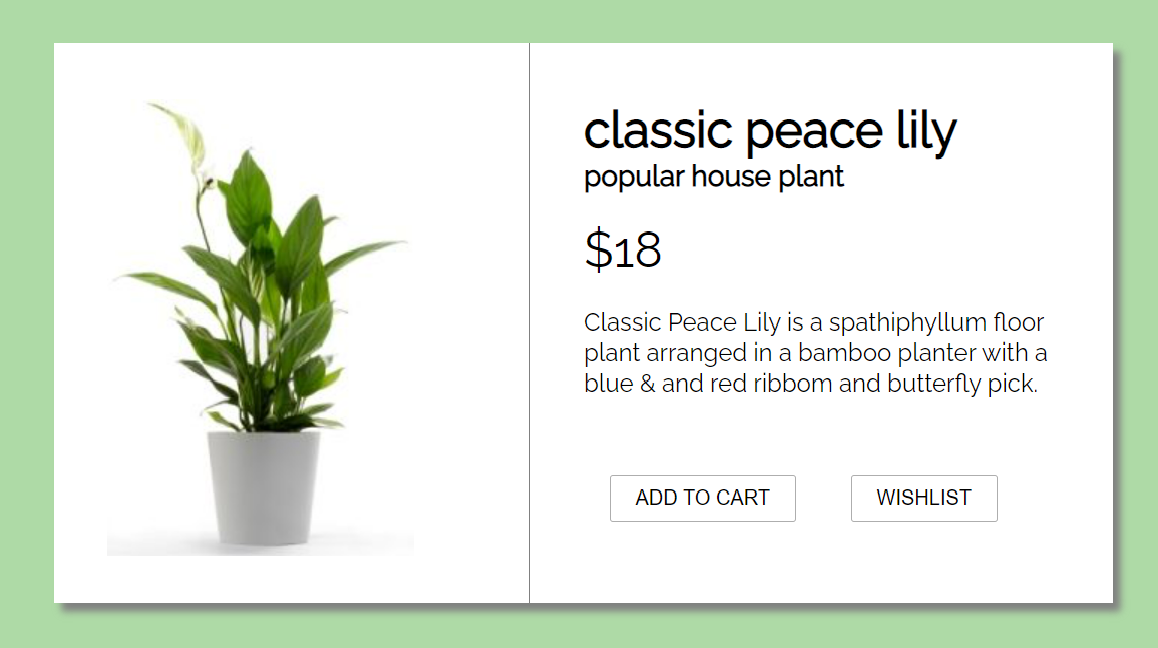 classic peace lily
popular house plant
$18
Classic Peace Lily is a spathiphyllum floor
plant arranged in a bamboo planter with a
blue & and red ribbom and butterfly pick.
ADD TO CART
WISHLIST